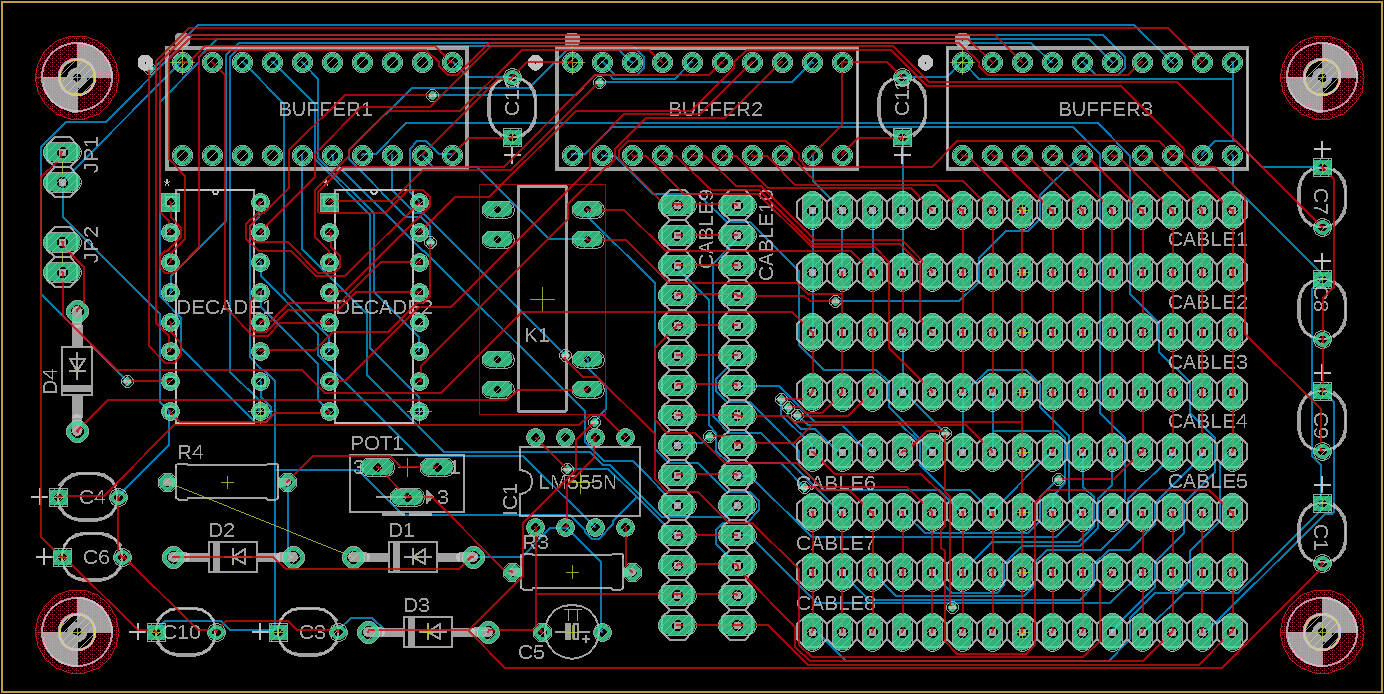 BUFFER1
BUFFER2
BUFFER3
JP1
JP2
DECADE1
DECADE2
K1
CABLE9
CABLE10
CABLE1
CABLE2
CABLE3
CABLE4
CABLE5
CABLE6
CABLE7
CABLE8
C7
C8
C9
C1
D4
R4
POT1
3
1
3
IC1
LM555N
C4
C6
D2
D1
R3
C10
C3
D3
C5